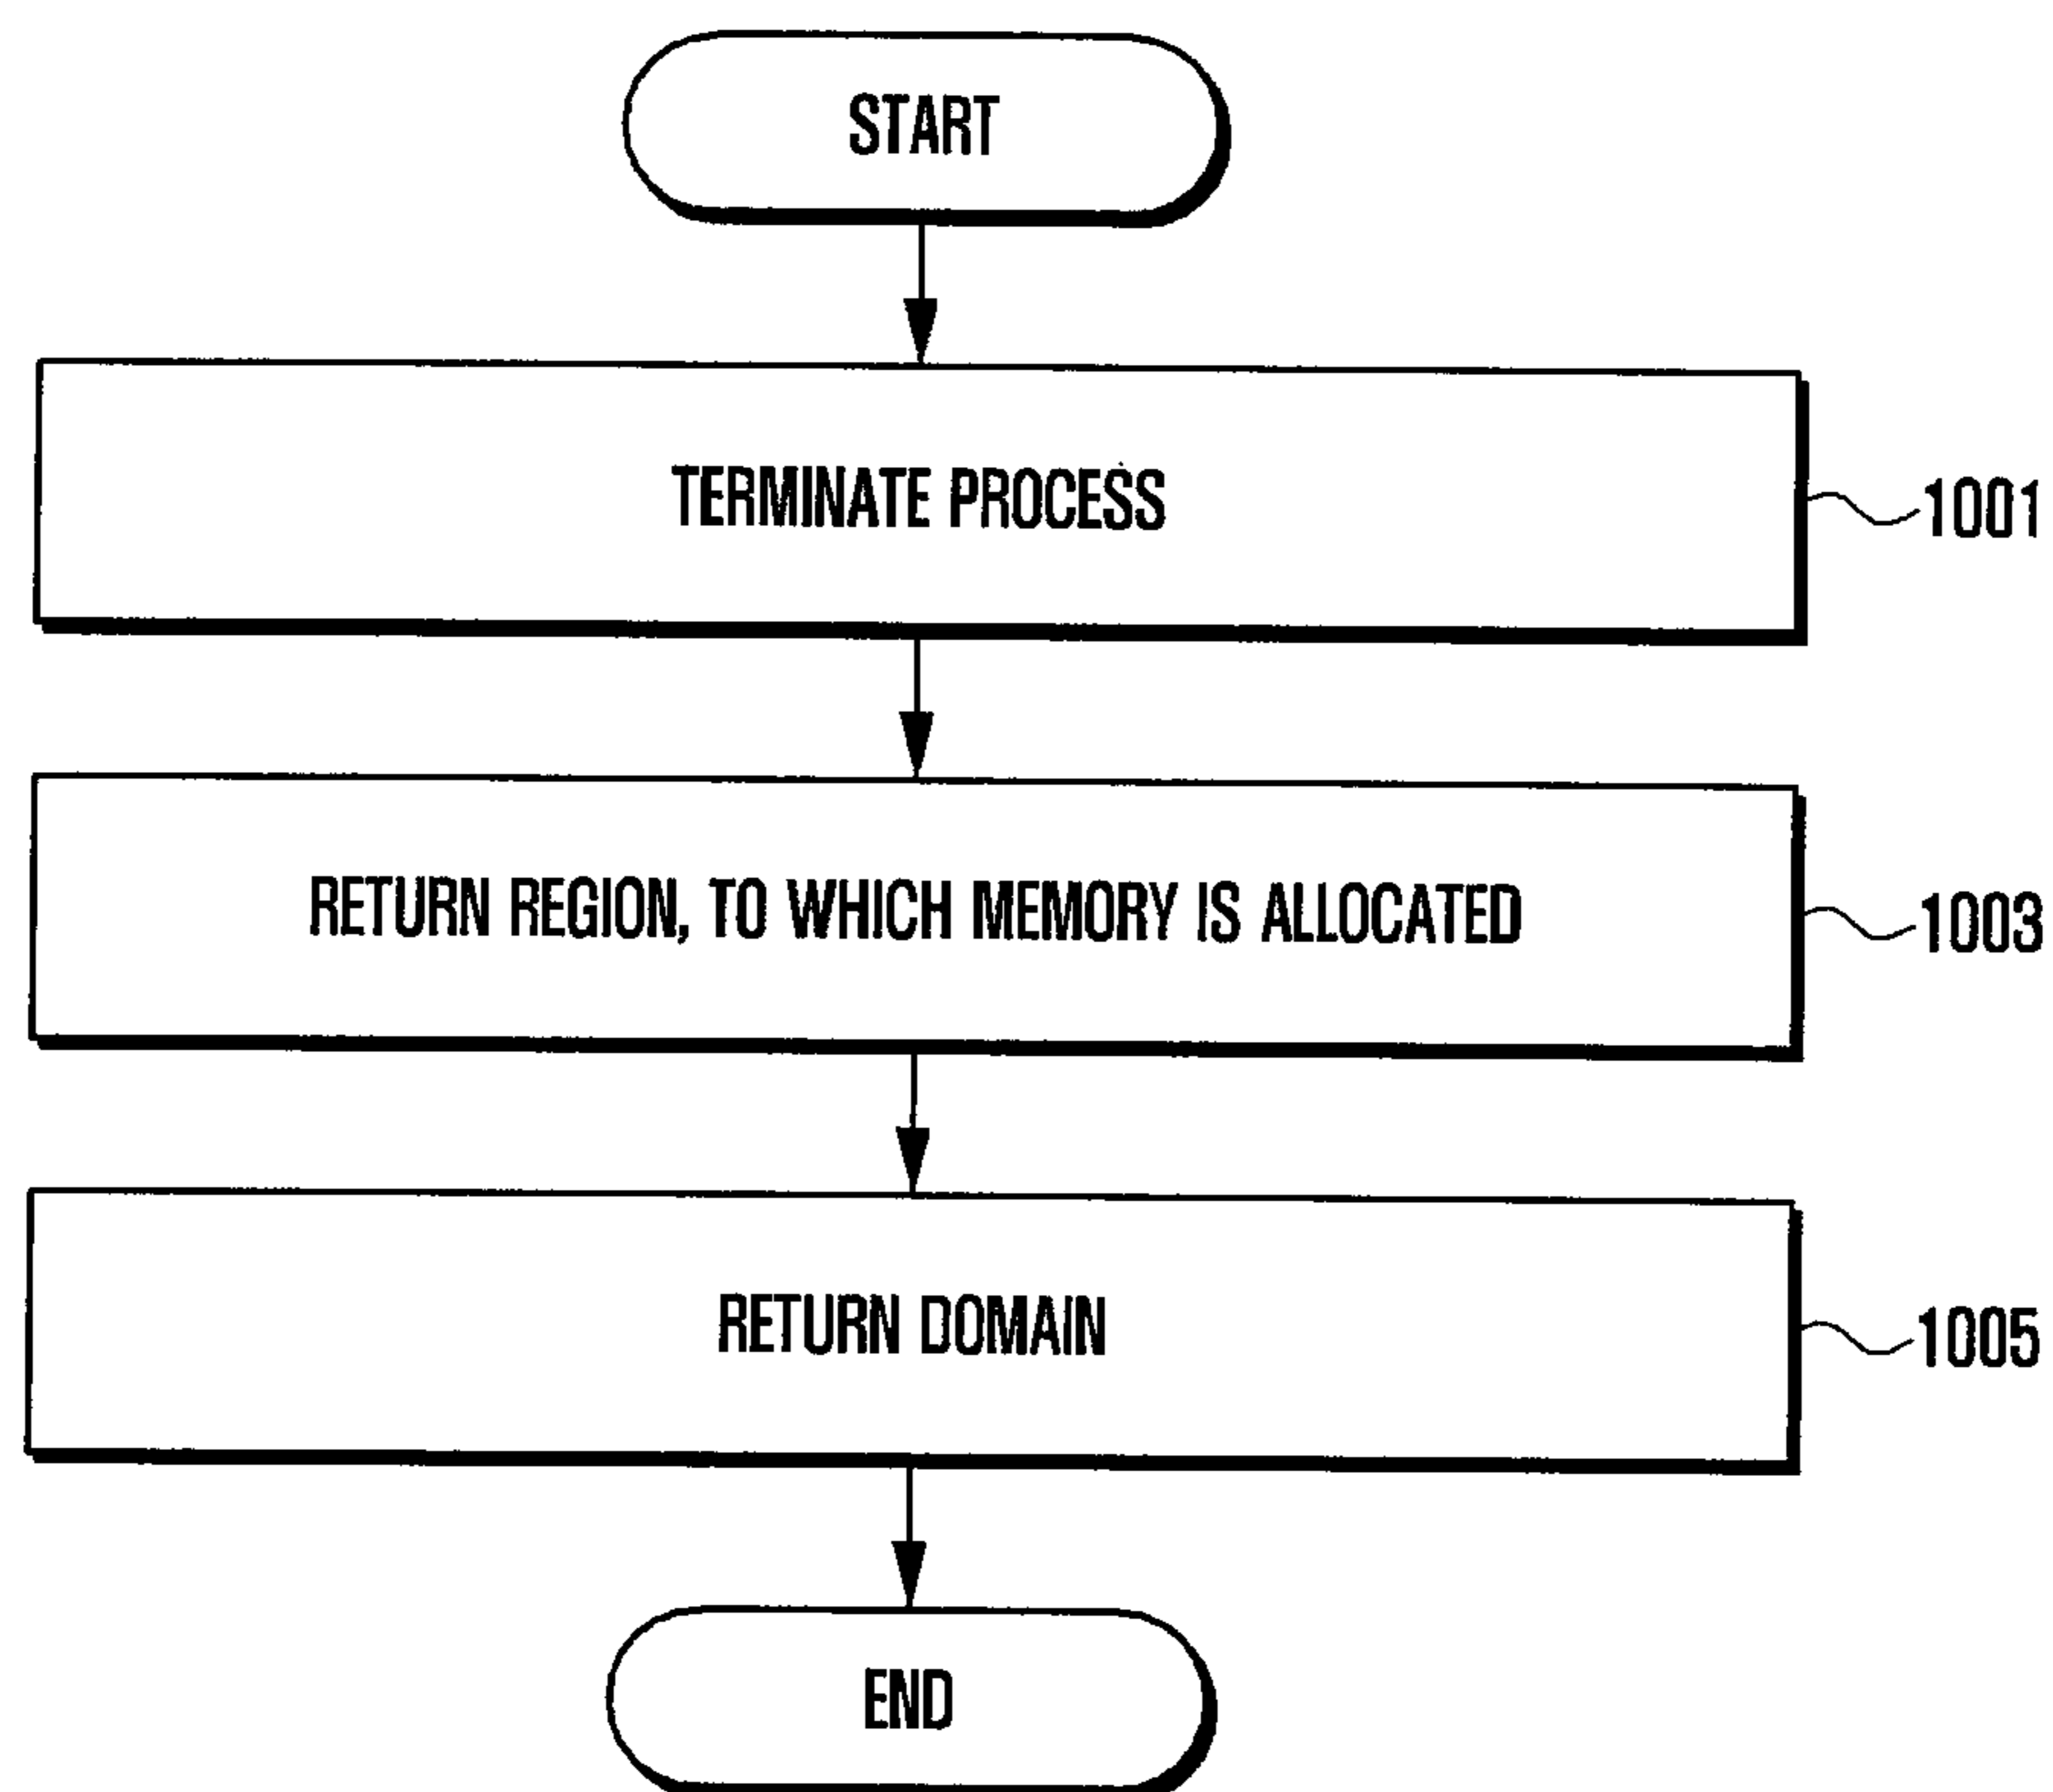 START
TERMINATE PROCESS
1001
RETURN REGION, TO WHICH MEMORY IS ALLOCATED
1003
RETURN DOMAIN
1005
END